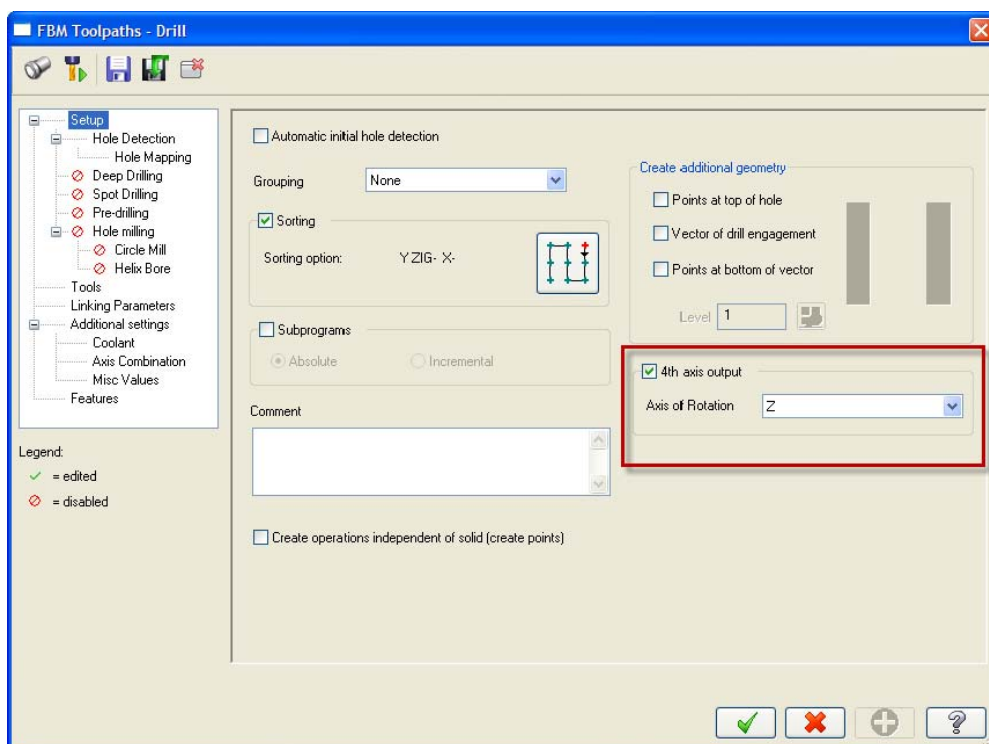 FBM Toolpaths - Drill
Setup
Hole Detection
Hole Mapping
Deep Drilling
Spot Drilling
Pre-drilling
Hole milling
Circle Mill
Helix Bore
Tools
Linking Parameters
Additional settings
Coolant
Axis Combination
Misc Values
Features
Legend:
= edited
= disabled
Automatic initial hole detection
Grouping None
Sorting
Sorting option: Y ZIG- X-
Subprograms
Absolute Incremental
Comment
Create operations independent of solid (create points)
Create additional geometry
Points at top of hole
Vector of drill engagement
Points at bottom of vector
Level 1
4th axis output
Axis of Rotation Z